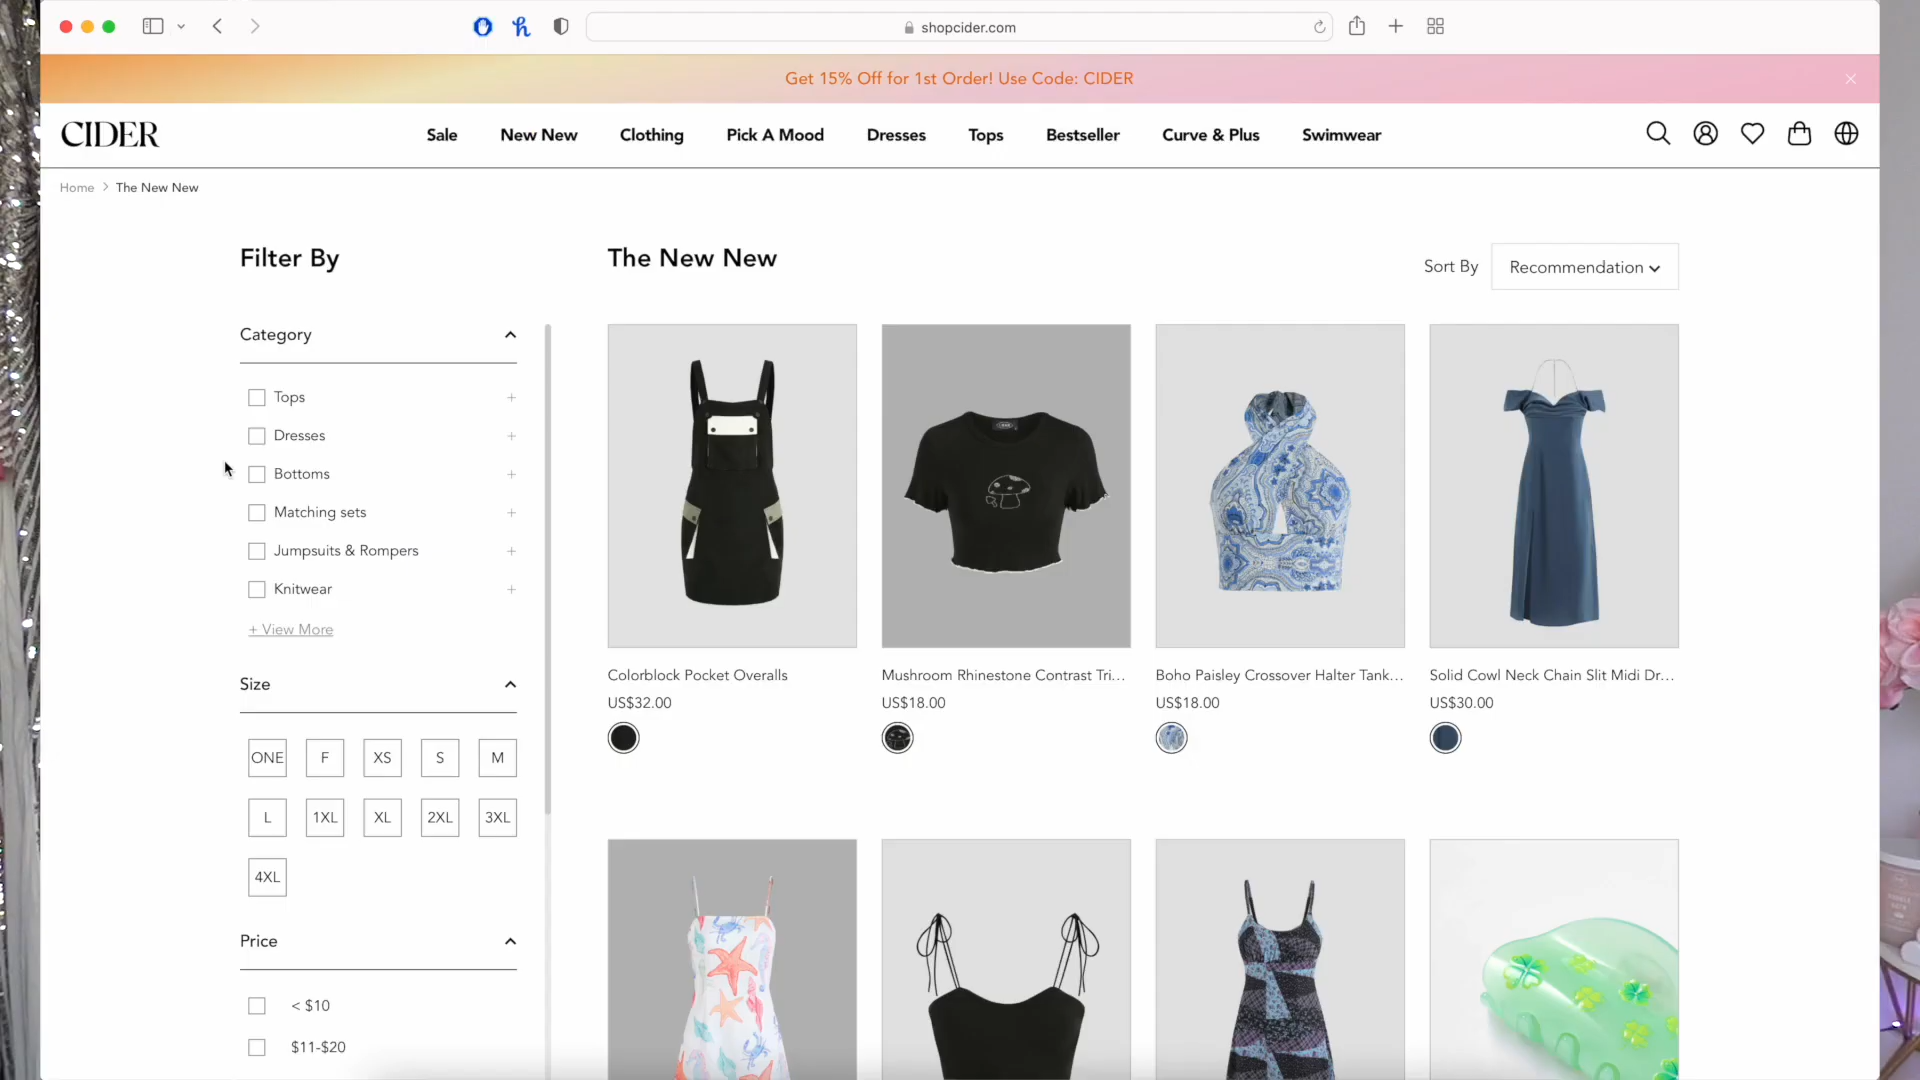 shopcider.com
Get 15% Off for 1st Order! Use Code: CIDER
CIDER
Sale New New Clothing Pick A Mood Dresses Tops Bestseller Curve & Plus Swimwear
Home > The New New
Filter By
The New New
Sort By
Recommendation
Category
Tops
Dresses
Bottoms
Matching sets
Jumpsuits & Rompers
Knitwear
+ View More
Size
ONE F XS S M
L 1XL XL 2XL 3XL
4XL
Price
< $10
$11-$20
Colorblock Pocket Overalls
US$32.00
Mushroom Rhinestone Contrast Tri...
US$18.00
Boho Paisley Crossover Halter Tank...
US$18.00
Solid Cowl Neck Chain Slit Midi Dr...
US$30.00